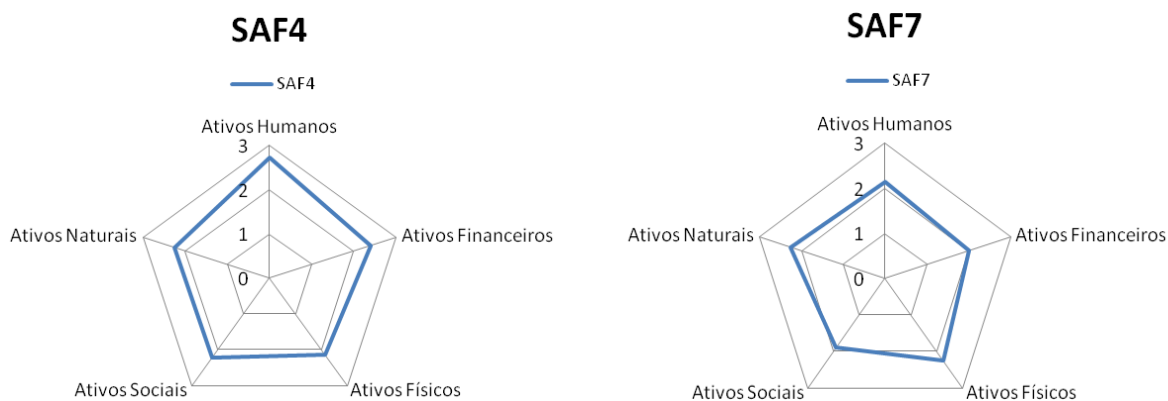 SAF4
SAF4
Ativos Humanos
3
2
1
0
Ativos Naturais
Ativos Financeiros
Ativos Sociais
Ativos Físicos
SAF7
SAF7
Ativos Humanos
3
2
1
0
Ativos Naturais
Ativos Financeiros
Ativos Sociais
Ativos Físicos